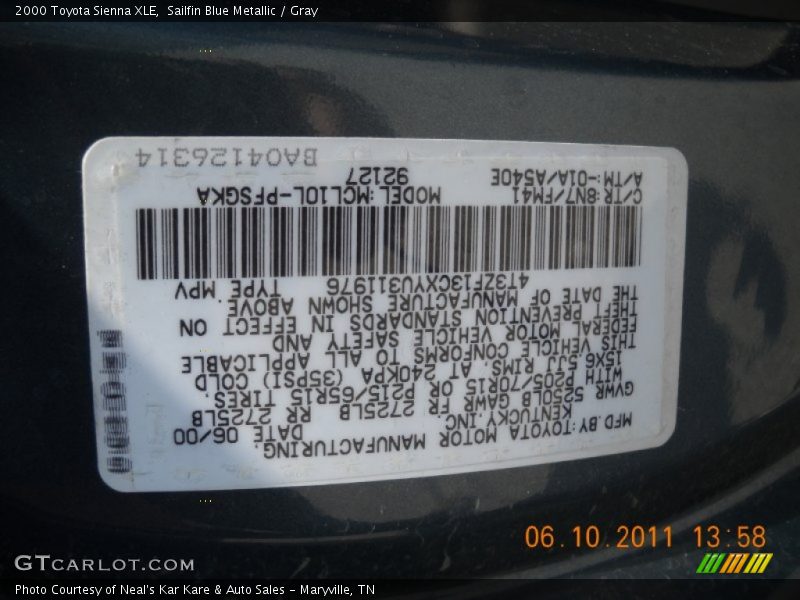 2000 Toyota Sienna XLE,  Sailfin Blue Metallic / Gray
MFD.BY:TOYOTA MOTOR MANUFACTURING.
KENTUCKY.INC.    DATE 06/00
GVWR 5250LB GAWR FR 2725LB RR 2725LB
WITH P205/70R15 OR P215/65R15 TIRES.
15X6.5JJ RIMS, AT 240KPA (35PSI) COLD
THIS VEHICLE CONFORMS TO ALL APPLICABLE
FEDERAL MOTOR VEHICLE SAFETY AND
THEFT PREVENTION STANDARDS IN EFFECT ON
THE DATE OF MANUFACTURE SHOWN ABOVE.
4T3ZF13CXYU311976    TYPE MPV
C/TR:8N7/FM41    MODEL:MCL10L-PFSGKA
A/TM:-01A/A540E    92127
BA04126314
06.10.2011 13:58
GTCARLOT.COM
Photo Courtesy of Neal's Kar Kare & Auto Sales - Maryville, TN